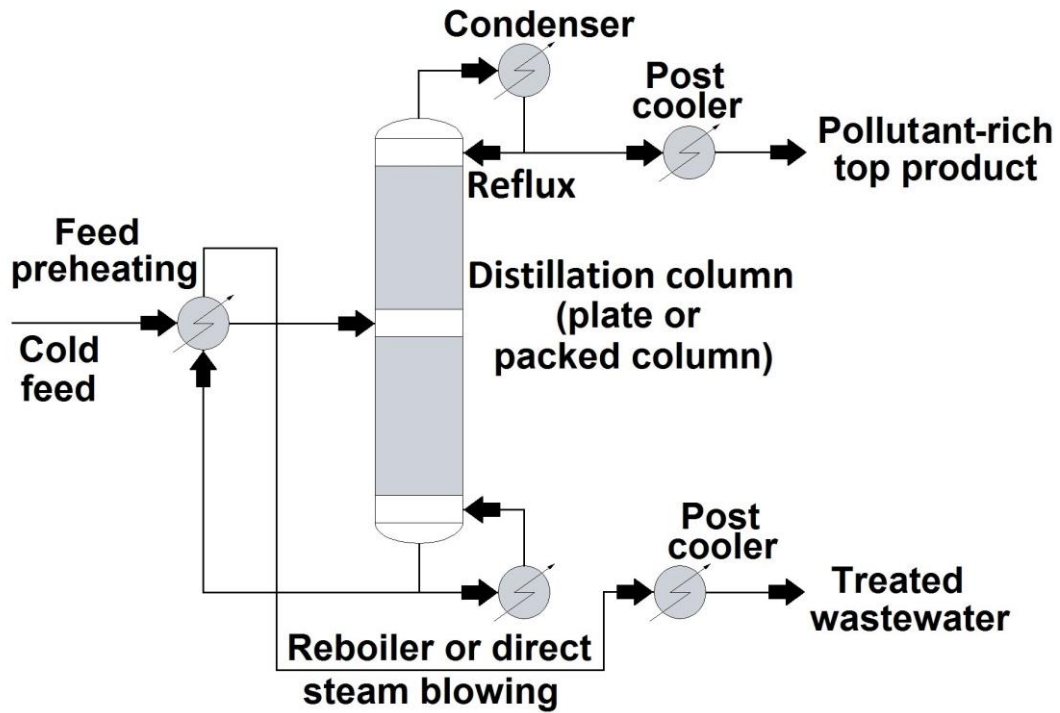 Condenser
Post
cooler
Pollutant-rich
top product
Reflux
Feed
preheating
Distillation column
(plate or
packed column)
Cold
feed
Post
cooler
Treated
wastewater
Reboiler or direct
steam blowing